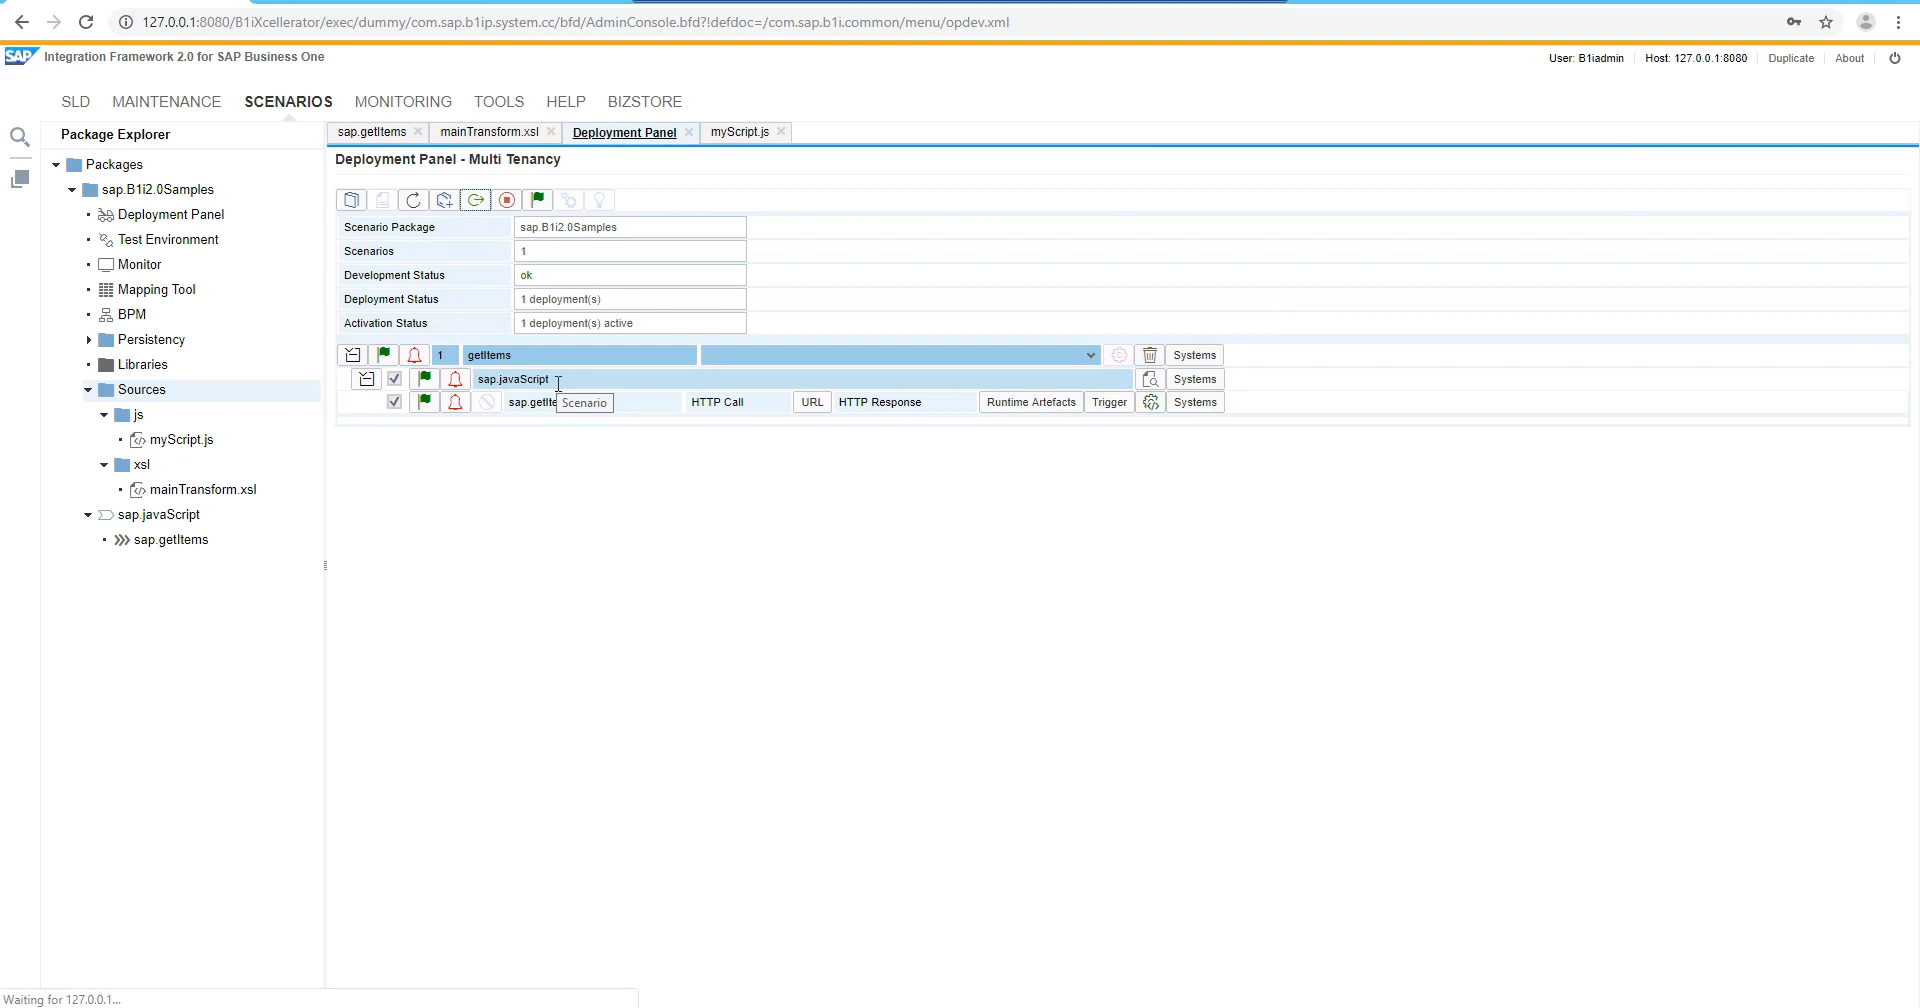 127.0.0.1:8080/B1iXcellerator/exec/dummy/com.sap.b1ip.system.cc/bfd/AdminConsole.bfd?!defdoc=/com.sap.b1i.common/menu/opdev.xml
SAP Integration Framework 2.0 for SAP Business One
User: B1iadmin Host: 127.0.0.1:8080 Duplicate About
SLD MAINTENANCE SCENARIOS MONITORING TOOLS HELP BIZSTORE
Package Explorer
Packages
sap.B1i2.0Samples
Deployment Panel
Test Environment
Monitor
Mapping Tool
BPM
Persistency
Libraries
Sources
js
myScript.js
xsl
mainTransform.xsl
sap.javaScript
sap.getItems
sap.getItems mainTransform.xsl Deployment Panel myScript.js
Deployment Panel - Multi Tenancy
Scenario Package sap.B1i2.0Samples
Scenarios 1
Development Status ok
Deployment Status 1 deployment(s)
Activation Status 1 deployment(s) active
1 getItems Systems
sap.javaScript Systems
sap.getIte HTTP Call URL HTTP Response Runtime Artefacts Trigger Systems
Scenario
Waiting for 127.0.0.1...